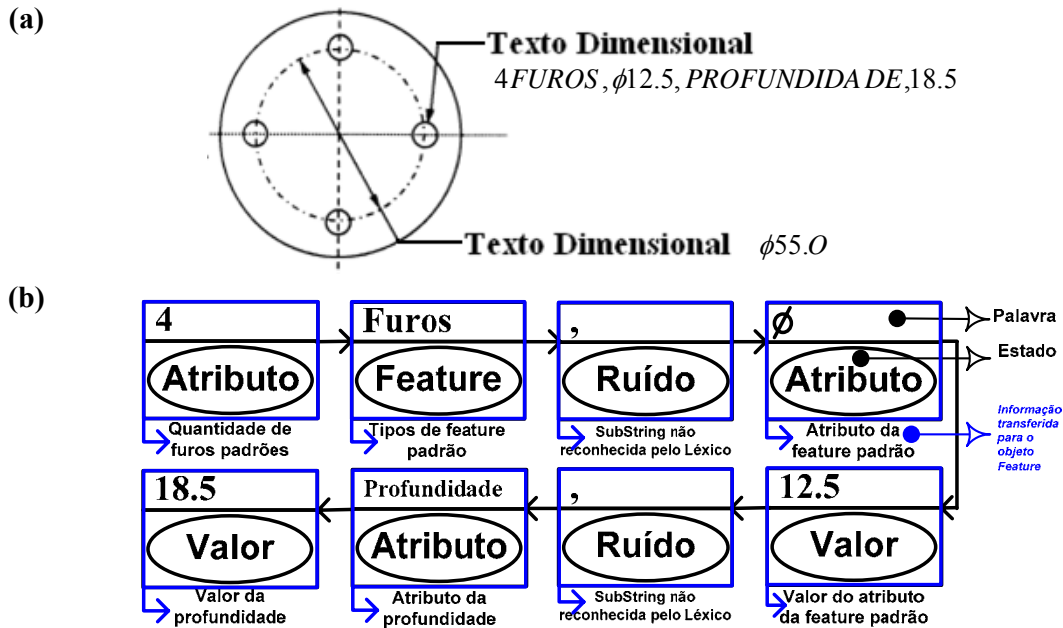 (a)
Texto Dimensional
4FUROS,ϕ12.5,PROFUNDIDADE,18.5
Texto Dimensional ϕ55.O
(b)
4
Atributo
Quantidade de
furos padrões
Furos
Feature
Tipos de feature
padrão
,
Ruído
SubString não
reconhecida pelo Léxico
ϕ
Atributo
Atributo da
feature padrão
Palavra
Estado
Informação
transferida
para o
objeto
Feature
12.5
Valor
Valor do atributo
da feature padrão
,
Ruído
SubString não
reconhecida pelo Léxico
Profundidade
Atributo
Atributo da
profundidade
18.5
Valor
Valor da
profundidade